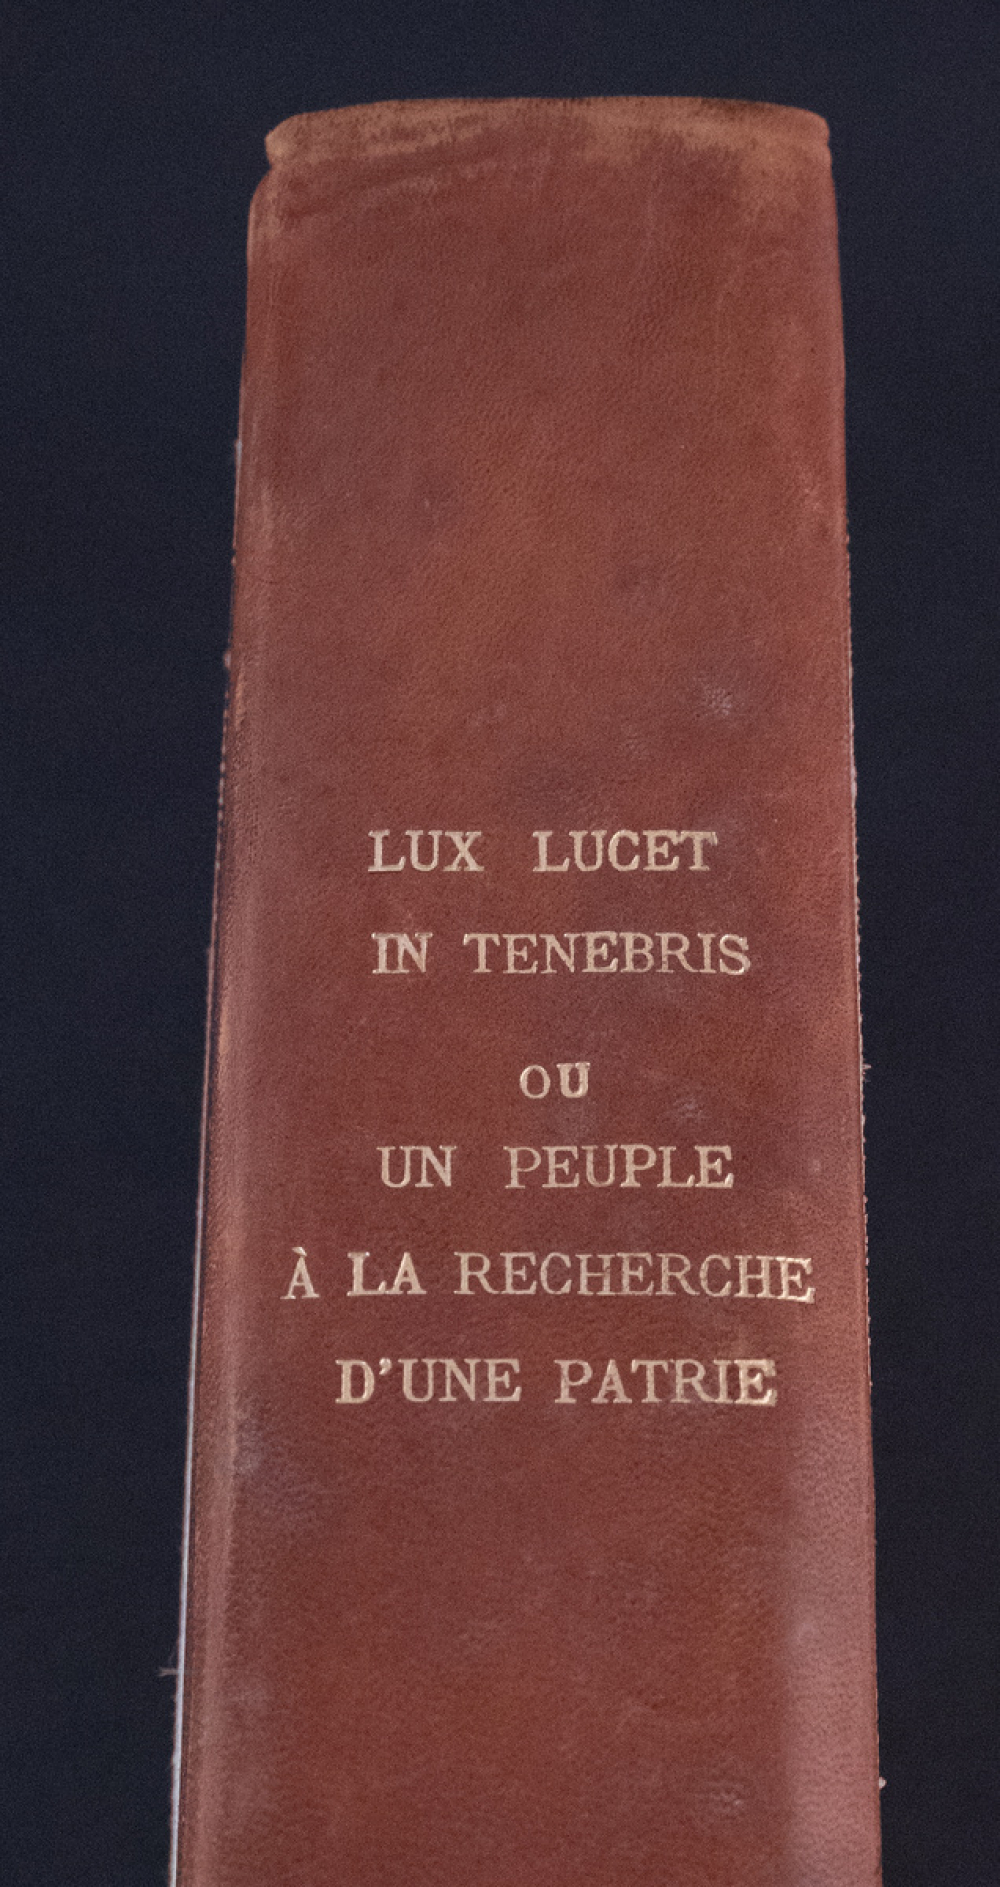 LUX LUCET
IN TENEBRIS
OU
UN PEUPLE
À LA RECHERCHE
D'UNE PATRIE